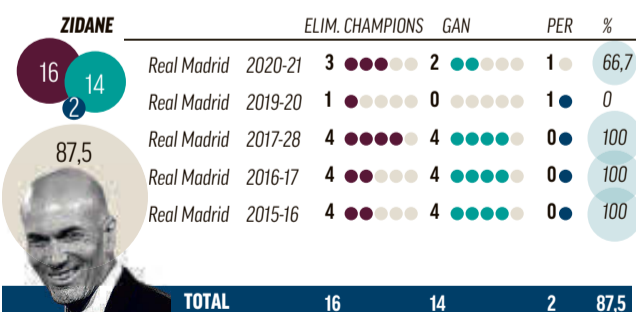 ZIDANE ELIM. CHAMPIONS GAN PER %
16 14 2
87,5
Real Madrid 2020-21 3 2 1 66,7
Real Madrid 2019-20 1 0 1 0
Real Madrid 2017-28 4 4 0 100
Real Madrid 2016-17 4 4 0 100
Real Madrid 2015-16 4 4 0 100
TOTAL 16 14 2 87,5